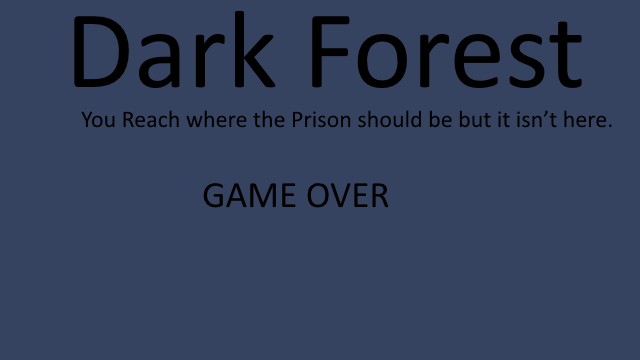 Dark Forest
You Reach where the Prison should be but it isn’t here.
GAME OVER